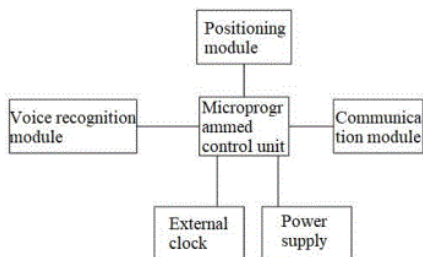 Positioning
module
Voice recognition
module
Microprogr
ammed
control unit
Communica
tion module
External
clock
Power
supply